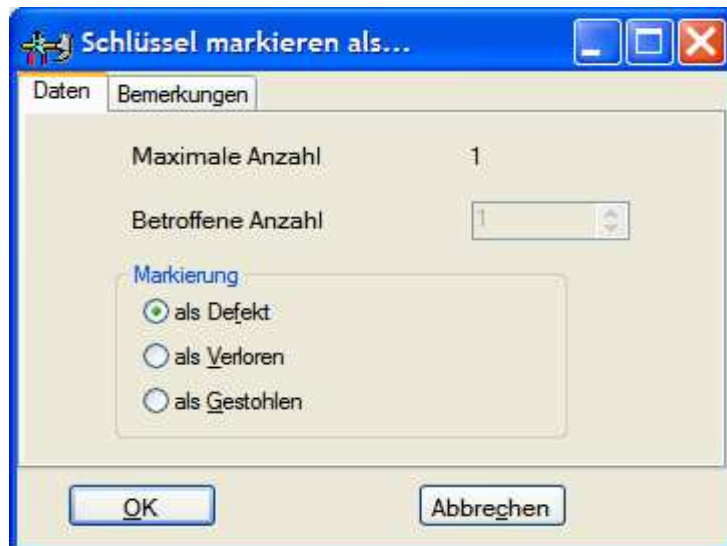 Schlüssel markieren als...
Daten Bemerkungen
Maximale Anzahl 1
Betroffene Anzahl 1
Markierung
als Defekt
als Verloren
als Gestohlen
OK Abbrechen